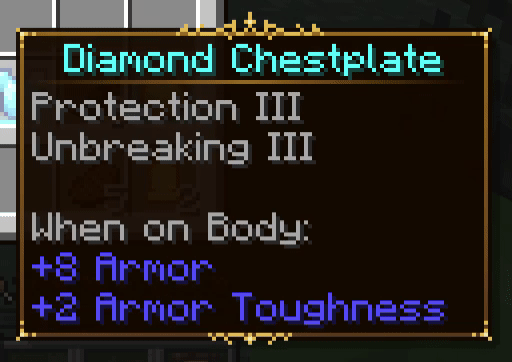 Diamond Chestplate
Protection III
Unbreaking III
When on Body:
+8 Armor
+2 Armor Toughness